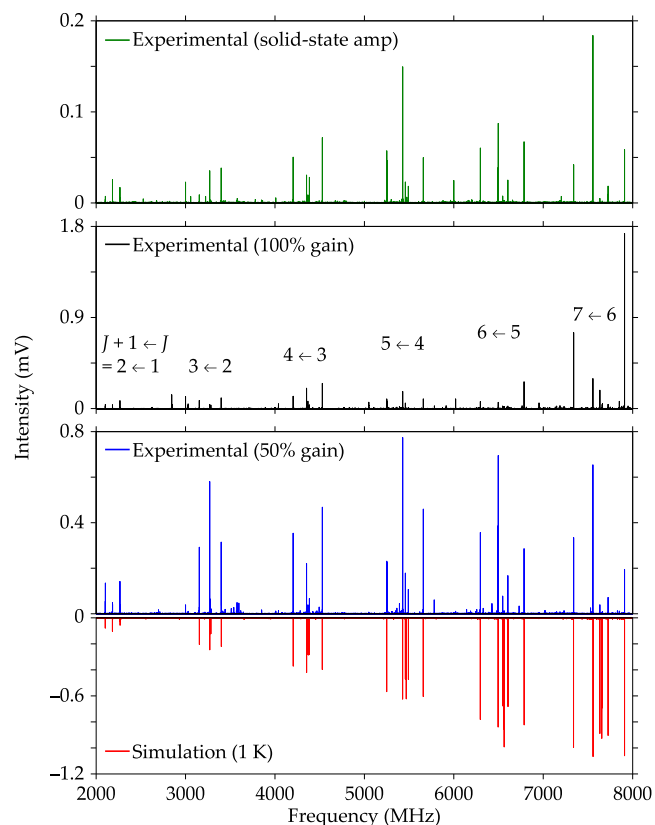 0.2
Experimental (solid-state amp)
0.1
0
1.8
Experimental (100% gain)
0.9
J + 1 ← J
= 2 ← 1
3 ← 2
4 ← 3
5 ← 4
6 ← 5
7 ← 6
0
Intensity (mV)
0.8
Experimental (50% gain)
0.4
0
−0.6
Simulation (1 K)
−1.2
2000 3000 4000 5000 6000 7000 8000
Frequency (MHz)